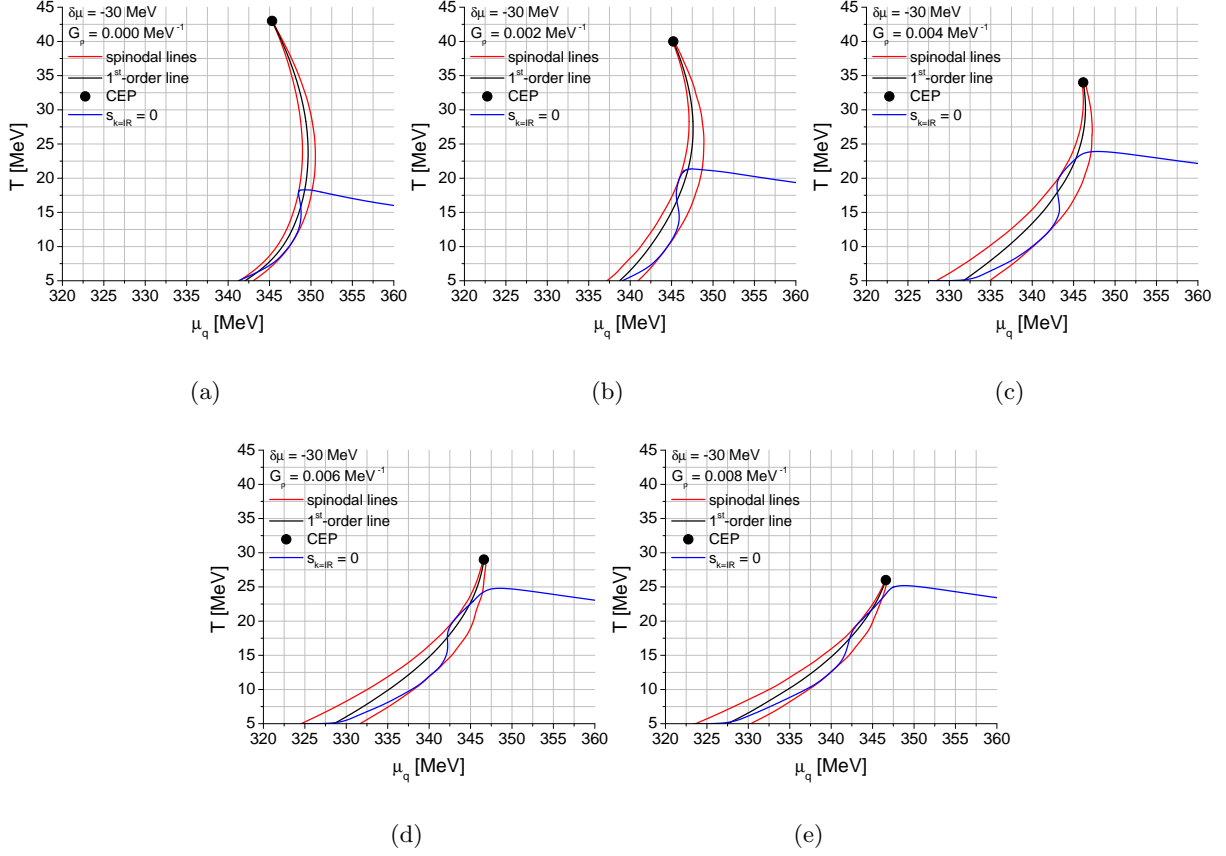 δμ = -30 MeV
G_ρ = 0.000 MeV⁻¹
spinodal lines
1ˢᵗ-order line
CEP
s_k=IR = 0
T [MeV]
45
40
35
30
25
20
15
10
5
320 325 330 335 340 345 350 355 360
μ_q [MeV]
(a)
δμ = -30 MeV
G_ρ = 0.002 MeV⁻¹
spinodal lines
1ˢᵗ-order line
CEP
s_k=IR = 0
T [MeV]
45
40
35
30
25
20
15
10
5
320 325 330 335 340 345 350 355 360
μ_q [MeV]
(b)
δμ = -30 MeV
G_ρ = 0.004 MeV⁻¹
spinodal lines
1ˢᵗ-order line
CEP
s_k=IR = 0
T [MeV]
45
40
35
30
25
20
15
10
5
320 325 330 335 340 345 350 355 360
μ_q [MeV]
(c)
δμ = -30 MeV
G_ρ = 0.006 MeV⁻¹
spinodal lines
1ˢᵗ-order line
CEP
s_k=IR = 0
T [MeV]
45
40
35
30
25
20
15
10
5
320 325 330 335 340 345 350 355 360
μ_q [MeV]
(d)
δμ = -30 MeV
G_ρ = 0.008 MeV⁻¹
spinodal lines
1ˢᵗ-order line
CEP
s_k=IR = 0
T [MeV]
45
40
35
30
25
20
15
10
5
320 325 330 335 340 345 350 355 360
μ_q [MeV]
(e)